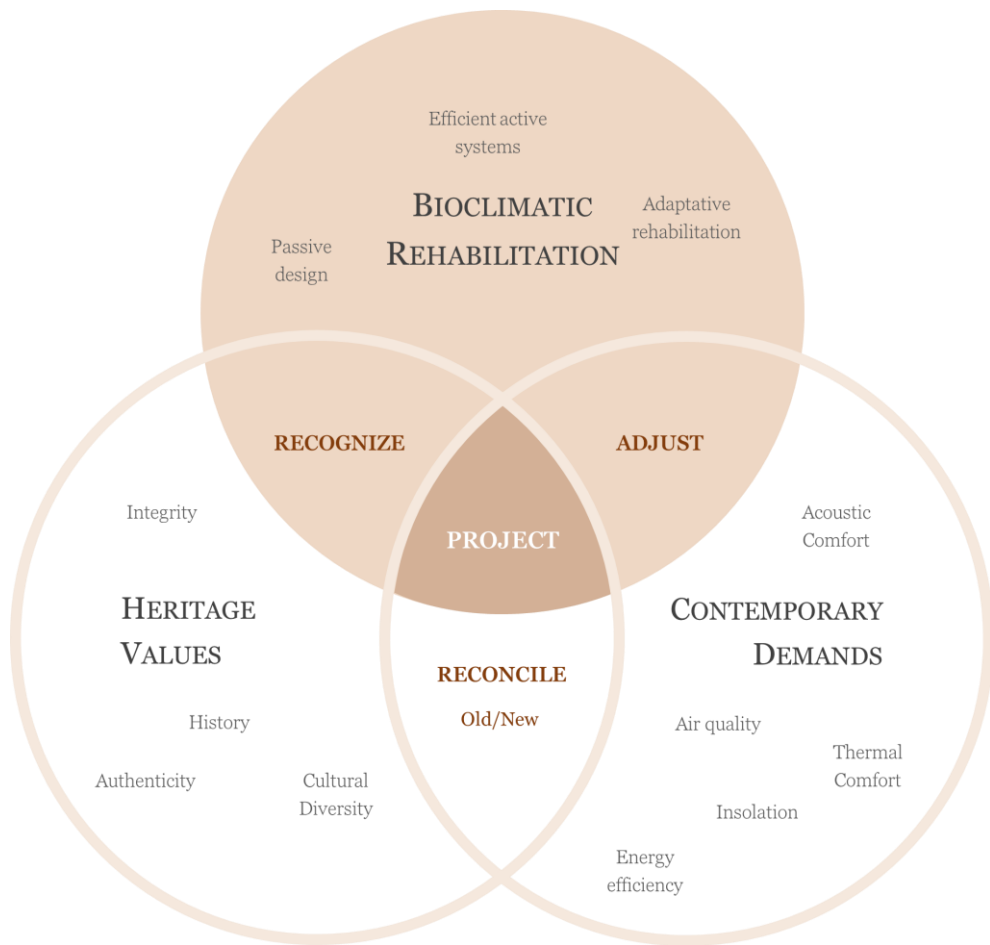 Efficient active
systems
BIOCLIMATIC
REHABILITATION
Adaptative
rehabilitation
Passive
design
RECOGNIZE
ADJUST
PROJECT
Integrity
HERITAGE
VALUES
History
Authenticity
Cultural
Diversity
RECONCILE
Old/New
Acoustic
Comfort
CONTEMPORARY
DEMANDS
Air quality
Thermal
Comfort
Insolation
Energy
efficiency